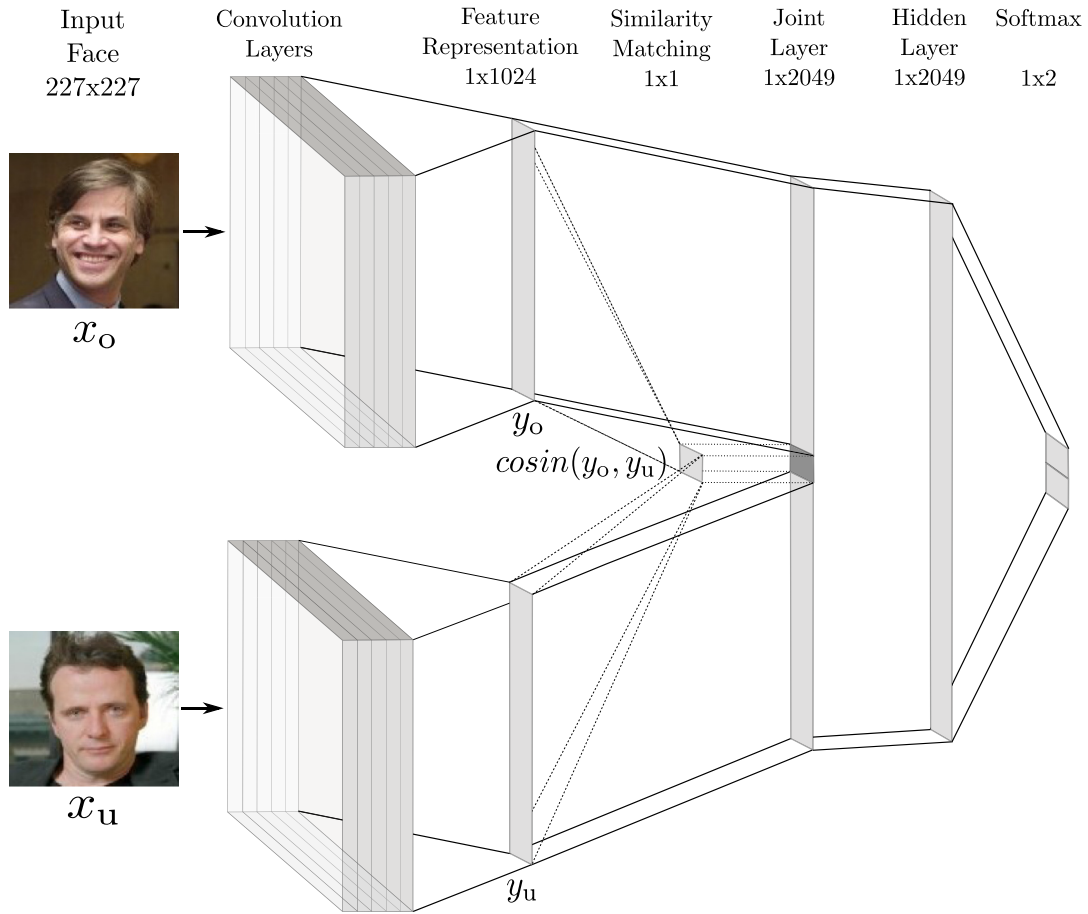 Input
Face
227x227
Convolution
Layers
Feature
Representation
1x1024
Similarity
Matching
1x1
Joint
Layer
1x2049
Hidden
Layer
1x2049
Softmax
1x2
x_o
y_o
cosin(y_o, y_u)
x_u
y_u